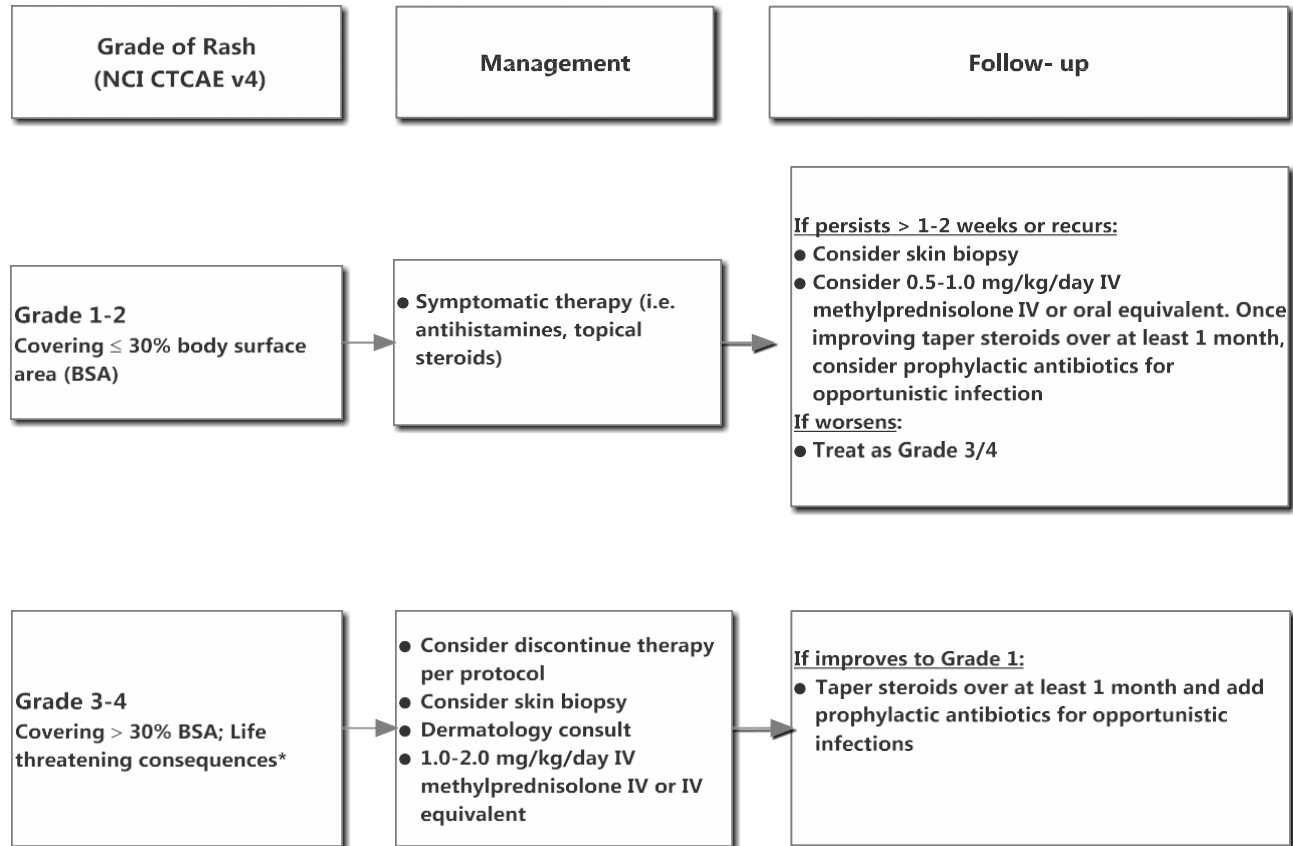 Grade of Rash
(NCI CTCAE v4)
Management
Follow- up
Grade 1-2
Covering ≤ 30% body surface
area (BSA)
● Symptomatic therapy (i.e.
antihistamines, topical
steroids)
If persists > 1-2 weeks or recurs:
● Consider skin biopsy
● Consider 0.5-1.0 mg/kg/day IV
methylprednisolone IV or oral equivalent. Once
improving taper steroids over at least 1 month,
consider prophylactic antibiotics for
opportunistic infection
If worsens:
● Treat as Grade 3/4
Grade 3-4
Covering > 30% BSA; Life
threatening consequences*
● Consider discontinue therapy
per protocol
● Consider skin biopsy
● Dermatology consult
● 1.0-2.0 mg/kg/day IV
methylprednisolone IV or IV
equivalent
If improves to Grade 1:
● Taper steroids over at least 1 month and add
prophylactic antibiotics for opportunistic
infections